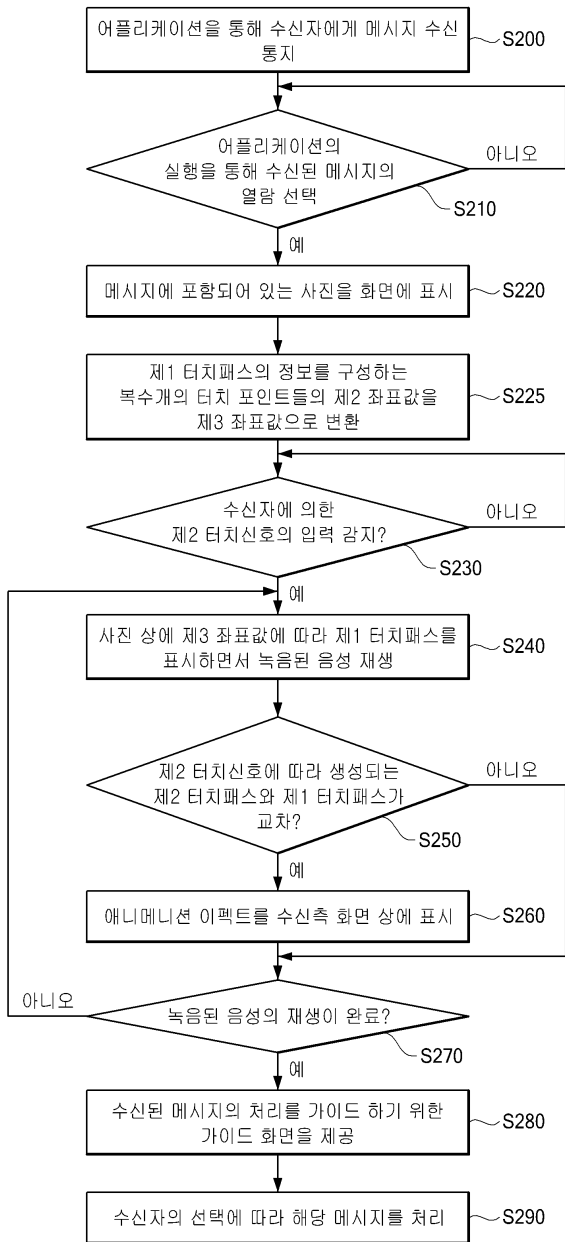 어플리케이션을 통해 수신자에게 메시지 수신
통지
S200
어플리케이션의
실행을 통해 수신된 메시지의
열람 선택
아니오
S210
예
메시지에 포함되어 있는 사진을 화면에 표시
S220
제1 터치패스의 정보를 구성하는
복수개의 터치 포인트들의 제2 좌표값을
제3 좌표값으로 변환
S225
수신자에 의한
제2 터치신호의 입력 감지?
아니오
S230
예
사진 상에 제3 좌표값에 따라 제1 터치패스를
표시하면서 녹음된 음성 재생
S240
제2 터치신호에 따라 생성되는
제2 터치패스와 제1 터치패스가
교차?
아니오
S250
예
애니메니션 이펙트를 수신측 화면 상에 표시
S260
아니오
녹음된 음성의 재생이 완료?
S270
예
수신된 메시지의 처리를 가이드 하기 위한
가이드 화면을 제공
S280
수신자의 선택에 따라 해당 메시지를 처리
S290